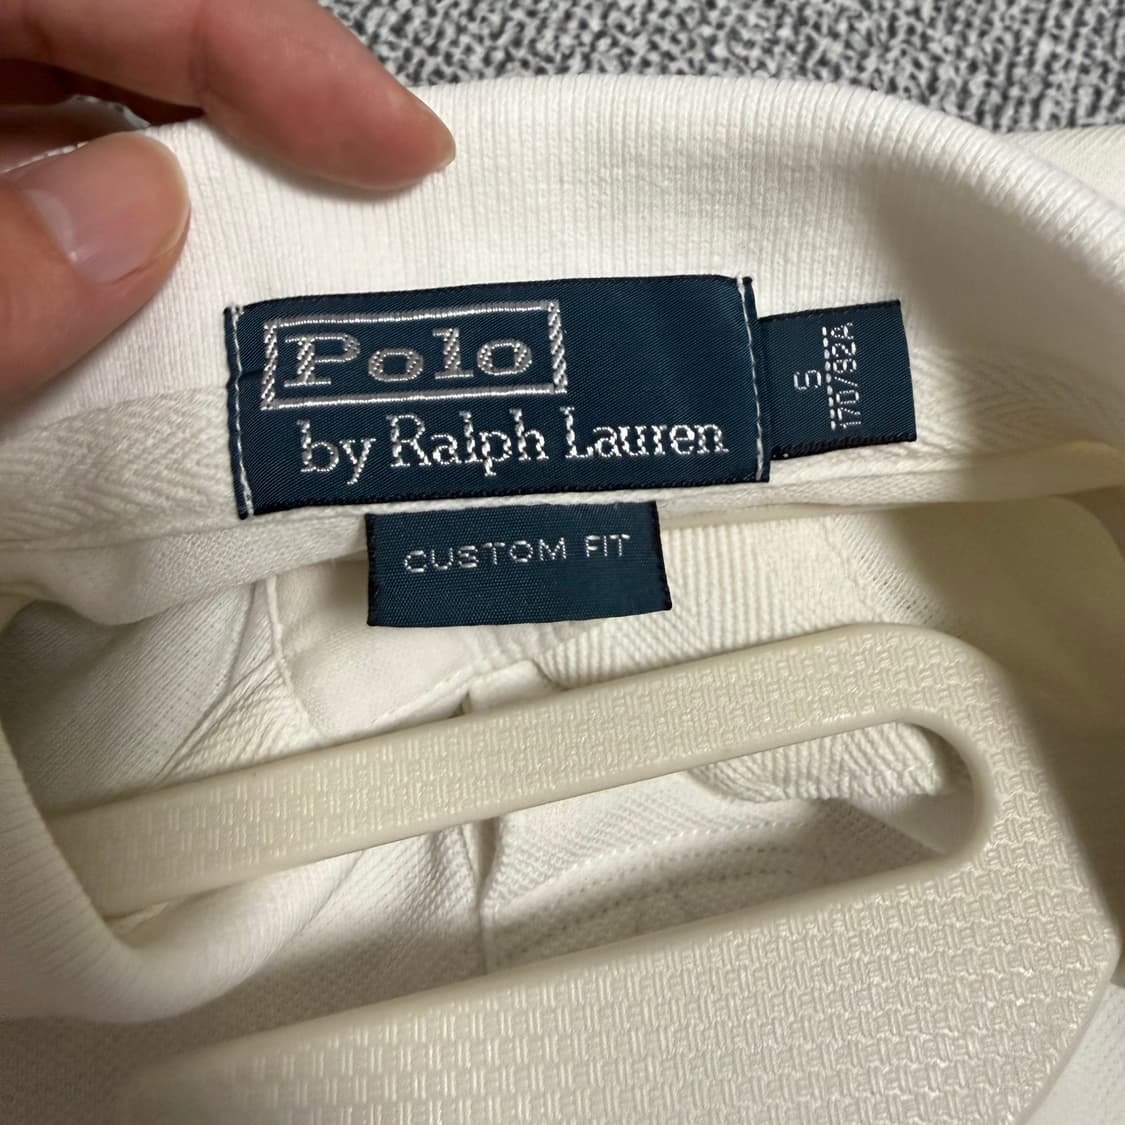 Polo
by Ralph Lauren
S
170/92A
CUSTOM FIT